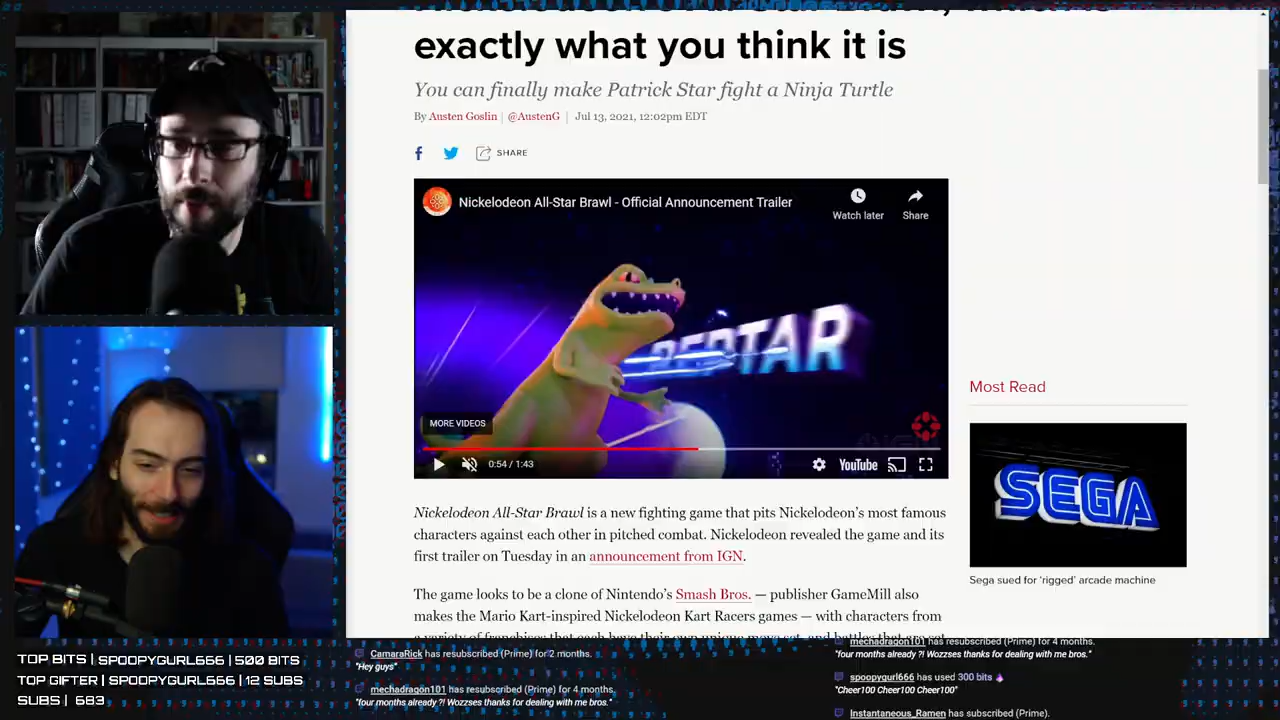 exactly what you think it is
You can finally make Patrick Star fight a Ninja Turtle
By Austen Goslin | @AustenG | Jul 13, 2021, 12:02pm EDT
SHARE
Nickelodeon All-Star Brawl - Official Announcement Trailer
Watch later
Share
MORE VIDEOS
0:54 / 1:43
YouTube
Nickelodeon All-Star Brawl is a new fighting game that pits Nickelodeon’s most famous
characters against each other in pitched combat. Nickelodeon revealed the game and its
first trailer on Tuesday in an announcement from IGN.
The game looks to be a clone of Nintendo’s Smash Bros. — publisher GameMill also
makes the Mario Kart-inspired Nickelodeon Kart Racers games — with characters from
Most Read
SEGA
Sega sued for ‘rigged’ arcade machine
TOP BITS | SPOOPYGURL666 | 500 BITS
TOP GIFTER | SPOOPYGURL666 | 12 SUBS
SUBS | 683
CamaraRick has resubscribed (Prime) for 2 months.
"Hey guys"
mechadragon101 has resubscribed (Prime) for 4 months.
"four months already ?! Wozzses thanks for dealing with me bros."
mechadragon101 has resubscribed (Prime) for 4 months.
"four months already ?! Wozzses thanks for dealing with me bros."
spoopygurl666 has used 300 bits
"Cheer100 Cheer100 Cheer100"
Instantaneous_Ramen has subscribed (Prime).